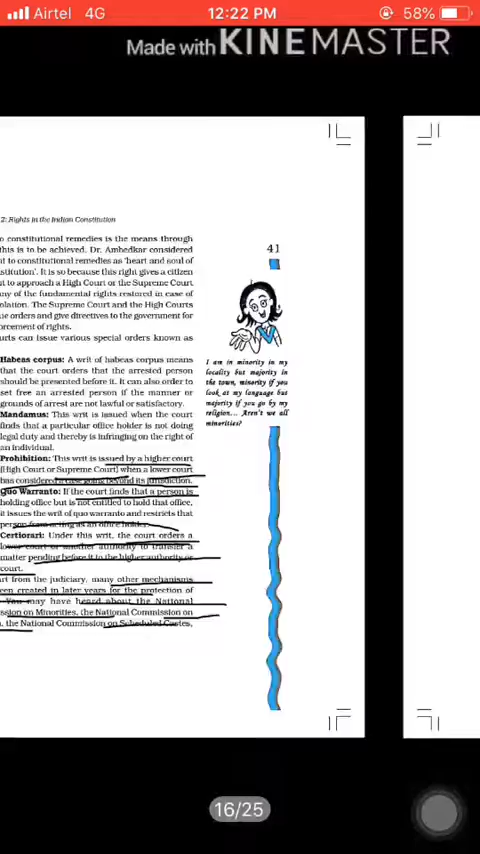 Airtel 4G 12:22 PM 58%
Made with KINEMASTER
2: Rights in the Indian Constitution
41
o constitutional remedies is the means through
this is to be achieved. Dr. Ambedkar considered
t to constitutional remedies as 'heart and soul of
stitution'. It is so because this right gives a citizen
t to approach a High Court or the Supreme Court
ny of the fundamental rights restored in case of
olation. The Supreme Court and the High Courts
ue orders and give directives to the government for
orcement of rights.
urts can issue various special orders known as
Habeas corpus: A writ of habeas corpus means
that the court orders that the arrested person
should be presented before it. It can also order to
set free an arrested person if the manner or
grounds of arrest are not lawful or satisfactory.
Mandamus: This writ is issued when the court
finds that a particular office holder is not doing
legal duty and thereby is infringing on the right of
an individual.
Prohibition: This writ is issued by a higher court
(High Court or Supreme Court) when a lower court
has considered a case going beyond its jurisdiction.
Quo Warranto: If the court finds that a person is
holding office but is not entitled to hold that office,
it issues the writ of quo warranto and restricts that
person from acting as an office holder.
Certiorari: Under this writ, the court orders a
lower court or another authority to transfer a
matter pending before it to the higher authority or
court.
rt from the judiciary, many other mechanisms
een created in later years for the protection of
You may have heard about the National
ssion on Minorities, the National Commission on
, the National Commission on Scheduled Castes,
I am in minority in my
locality but majority in
the town, minority if you
look at my language but
majority if you go by my
religion... Aren't we all
minorities?
16/25